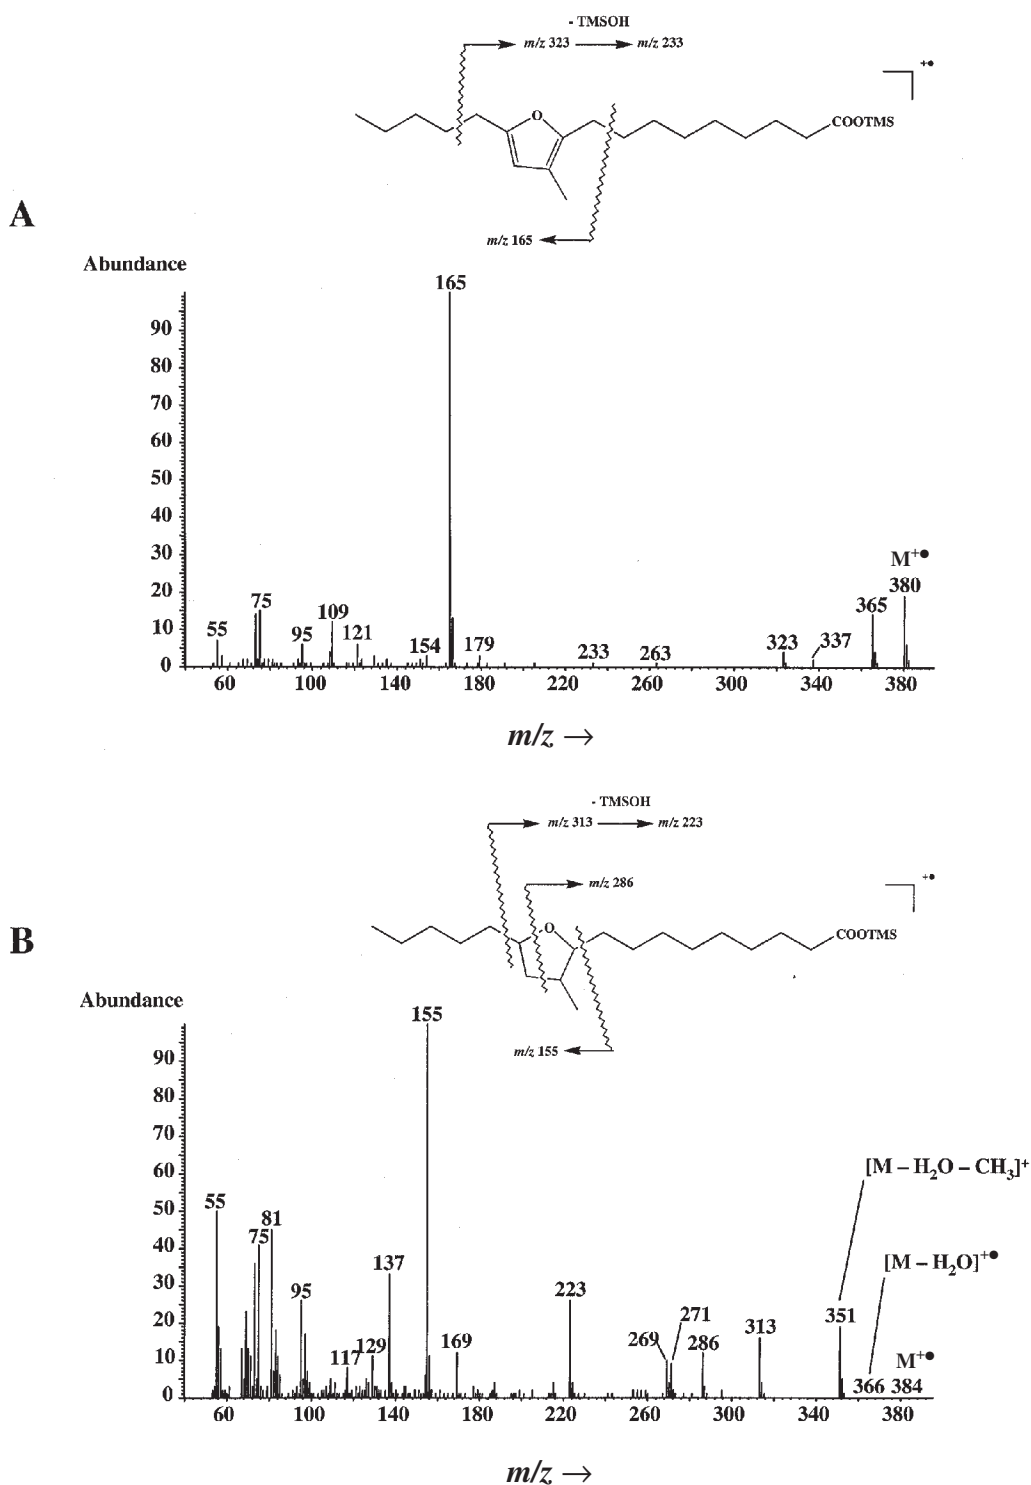 - TMSOH
m/z 323 m/z 233
+•
O
COOTMS
m/z 165
A
Abundance
165
90
80
70
60
50
40
30
M+●
20
380
365
10
75
109
55
95
121
154
179
233
263
323
337
0
60 100 140 180 220 260 300 340 380
m/z →
- TMSOH
m/z 313 m/z 223
m/z 286
+•
B
O
COOTMS
m/z 155
Abundance
155
90
80
70
[M – H2O – CH3]+
60
50
55
81
40
75
137
[M – H2O]+●
30
95
223
20
271
351
313
10
117
129
169
269
286
M+●
366 384
0
60 100 140 180 220 260 300 340 380
m/z →